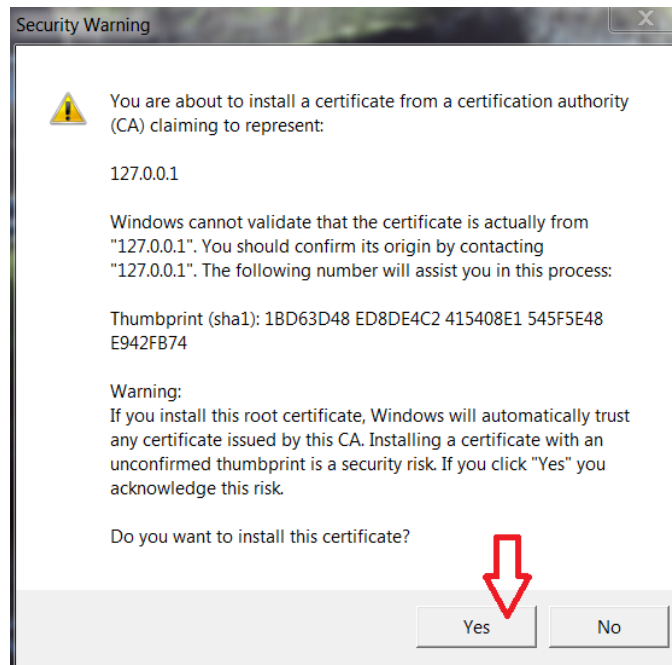 Security Warning
You are about to install a certificate from a certification authority
(CA) claiming to represent:
127.0.0.1
Windows cannot validate that the certificate is actually from
"127.0.0.1". You should confirm its origin by contacting
"127.0.0.1". The following number will assist you in this process:
Thumbprint (sha1): 1BD63D48 ED8DE4C2 415408E1 545F5E48
E942FB74
Warning:
If you install this root certificate, Windows will automatically trust
any certificate issued by this CA. Installing a certificate with an
unconfirmed thumbprint is a security risk. If you click "Yes" you
acknowledge this risk.
Do you want to install this certificate?
Yes No